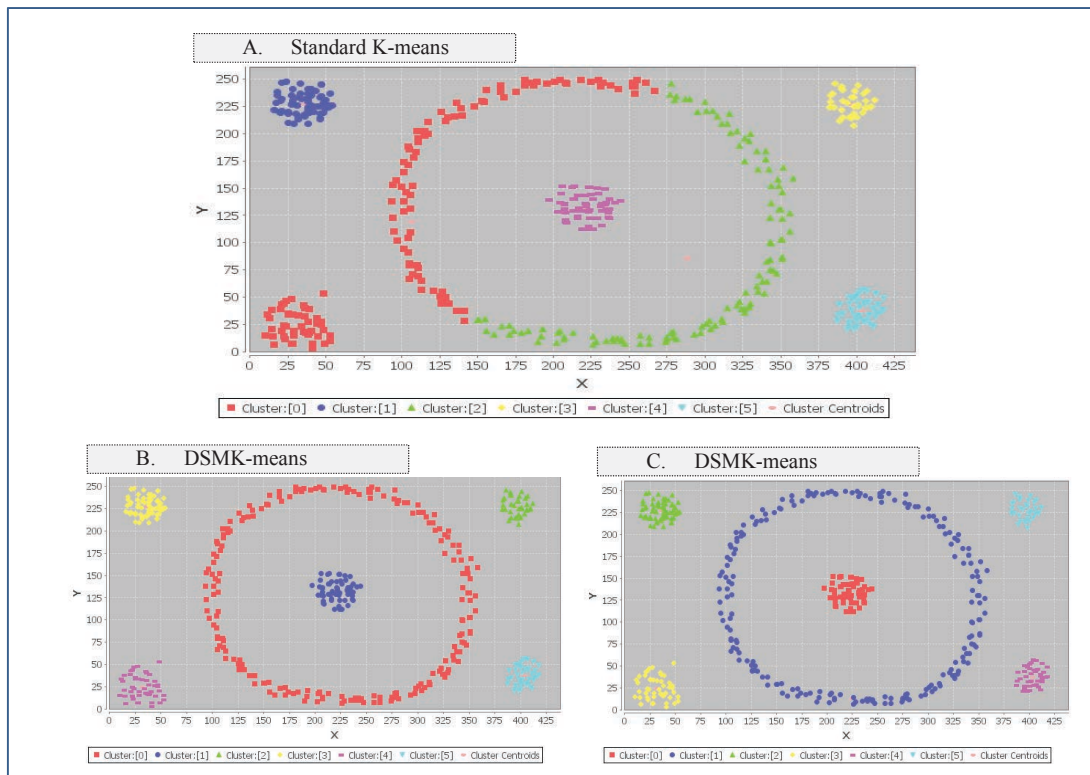 A. Standard K-means
250
225
200
175
150
125
100
75
50
25
0
Y
0 25 50 75 100 125 150 175 200 225 250 275 300 325 350 375 400 425
X
Cluster:[0] Cluster:[1] Cluster:[2] Cluster:[3] Cluster:[4] Cluster:[5] Cluster Centroids
B. DSMK-means
250
225
200
175
150
125
100
75
50
25
0
Y
0 25 50 75 100 125 150 175 200 225 250 275 300 325 350 375 400 425
X
Cluster:[0] Cluster:[1] Cluster:[2] Cluster:[3] Cluster:[4] Cluster:[5] Cluster Centroids
C. DSMK-means
250
225
200
175
150
125
100
75
50
25
0
Y
0 25 50 75 100 125 150 175 200 225 250 275 300 325 350 375 400 425
X
Cluster:[0] Cluster:[1] Cluster:[2] Cluster:[3] Cluster:[4] Cluster:[5] Cluster Centroids